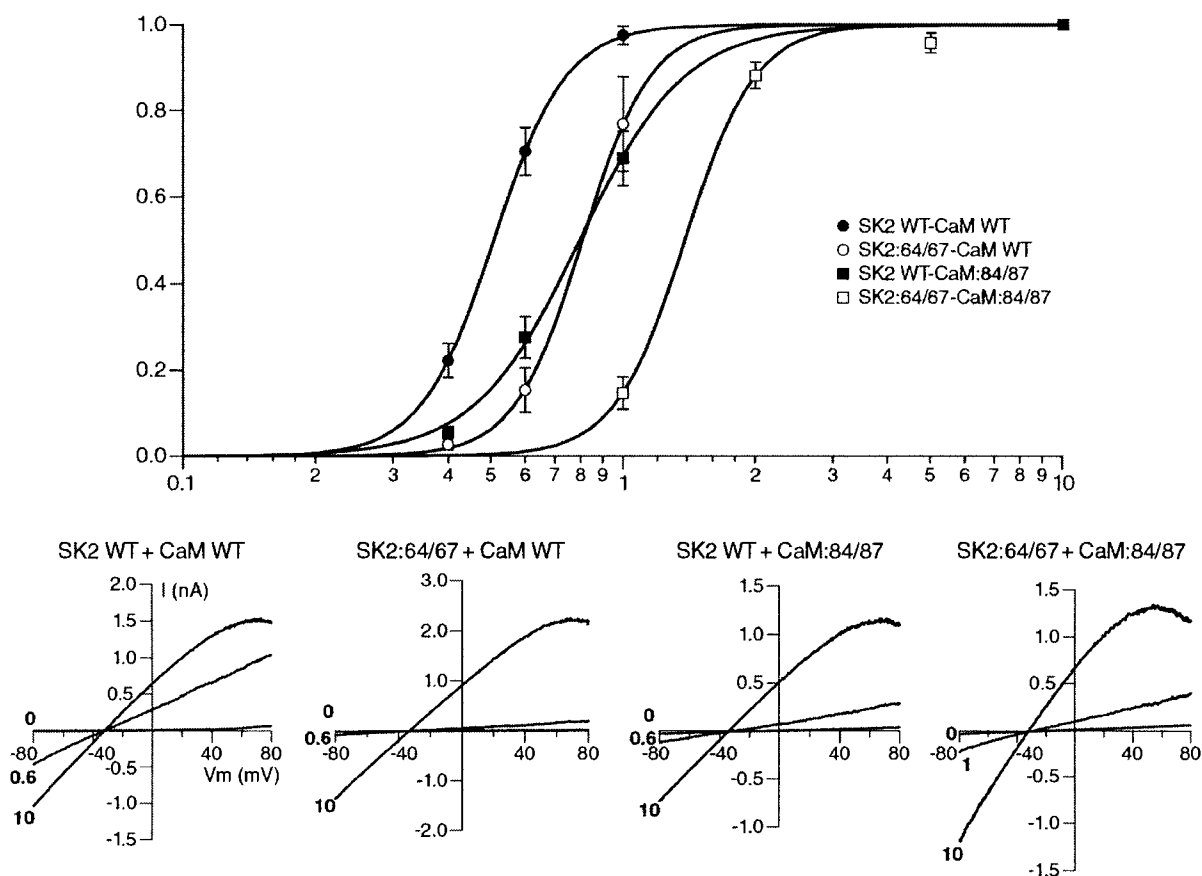 1.0
0.8
0.6
0.4
0.2
0.0
0.1 2 3 4 5 6 7 8 9 1 2 3 4 5 6 7 8 9 10
SK2 WT-CaM WT
SK2:64/67-CaM WT
SK2 WT-CaM:84/87
SK2:64/67-CaM:84/87
SK2 WT + CaM WT
2.0
I (nA)
1.5
1.0
0.5
0
-80 -40 40 80
0.6
-0.5
Vm (mV)
10
-1.0
-1.5
SK2:64/67 + CaM WT
3.0
2.0
1.0
0
0.6
-80 -40 40 80
-1.0
10
-2.0
SK2 WT + CaM:84/87
1.5
1.0
0.5
0
0.6
-80 -40 40 80
-0.5
10
-1.0
SK2:64/67 + CaM:84/87
1.5
1.0
0.5
0
-80 -40 40 80
1
-0.5
-1.0
10
-1.5